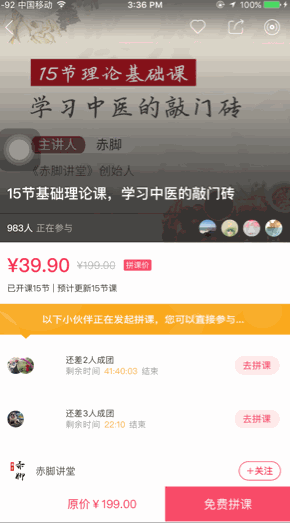 -92 中国移动 3:36 PM 100%
15节理论基础课
学习中医的敲门砖
主讲人 赤脚
《赤脚讲堂》创始人
15节基础理论课，学习中医的敲门砖
983人 正在参与
¥39.90 ¥199.00 拼课价
已开课15节 | 预计更新15节课
以下小伙伴正在发起拼课，您可以直接参与...
还差2人成团
剩余时间 41:40:03 结束
去拼课
还差3人成团
剩余时间 22:10 结束
去拼课
赤脚讲堂 +关注
原价 ¥199.00 免费拼课